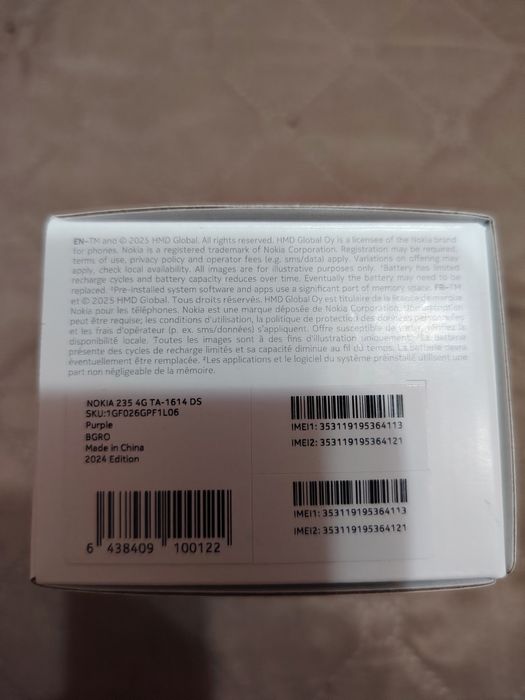 EN-TM and © 2025 HMD Global. All rights reserved. HMD Global Oy is a licensee of the Nokia brand
for phones. Nokia is a registered trademark of Nokia Corporation. Registration may be required,
terms of use, privacy policy and operator fees (e.g. sms/data) apply. Variations on offering may
apply, check local availability. All images are for illustrative purposes only. ¹Battery has limited
recharge cycles and battery capacity reduces over time. Eventually the battery may need to be
replaced. ²Pre-installed system software and apps use a significant part of memory space. FR-TM
et © 2025 HMD Global. Tous droits réservés. HMD Global Oy est titulaire de la licence de marque
Nokia pour les téléphones. Nokia est une marque déposée de Nokia Corporation. Une inscription
peut être requise; les conditions d'utilisation, la politique de protection des données personnelles
et les frais d'opérateur (p. ex. sms/données) s'appliquent. Offre susceptible de varier, vérifiez la
disponibilité locale. Toutes les images sont à des fins d'illustration uniquement. ¹La batterie
présente des cycles de recharge limités et sa capacité diminue au fil du temps. La batterie devra
éventuellement être remplacée. ²Les applications et le logiciel du système préinstallé utilisent une
part non négligeable de la mémoire.
NOKIA 235 4G TA-1614 DS
SKU:1GF026GPF1L06
Purple
BGRO
Made in China
2024 Edition
6 438409 100122
IMEI1: 353119195364113
IMEI2: 353119195364121
IMEI1: 353119195364113
IMEI2: 353119195364121